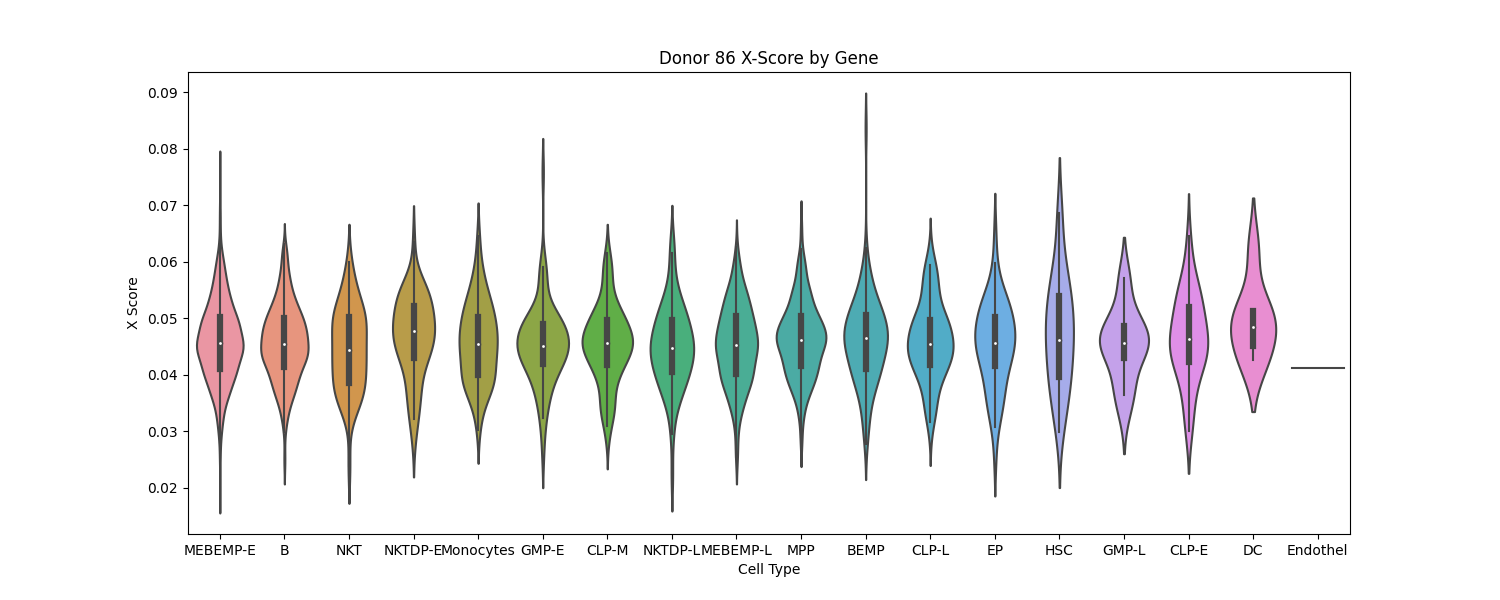 Donor 86 X-Score by Gene
X Score
0.09
0.08
0.07
0.06
0.05
0.04
0.03
0.02
MEBEMP-E B NKT NKTDP-E Monocytes GMP-E CLP-M NKTDP-L MEBEMP-L MPP BEMP CLP-L EP HSC GMP-L CLP-E DC Endothel
Cell Type